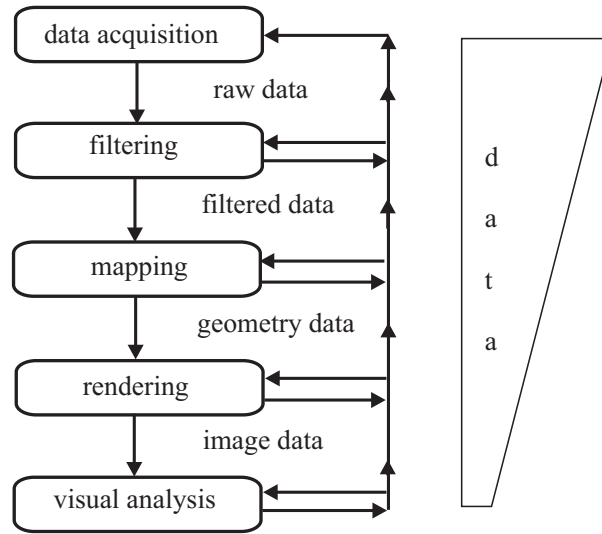 data acquisition
raw data
filtering
filtered data
mapping
geometry data
rendering
image data
visual analysis
d
a
t
a